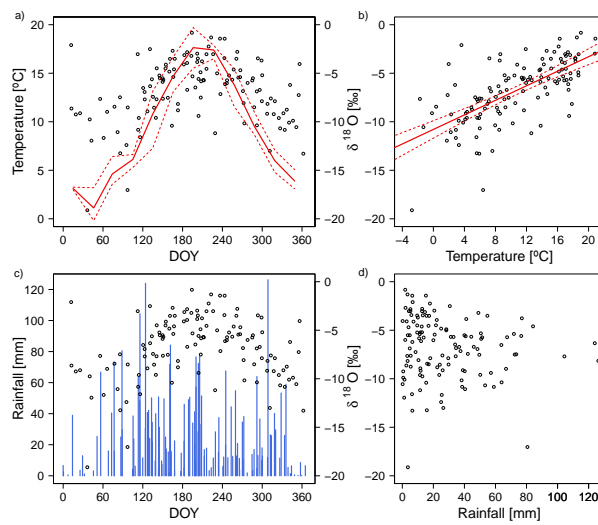 a)
20
15
10
5
0
Temperature [ºC]
0 60 120 180 240 300 360
DOY
0
−5
−10
−15
−20
δ 18 O [‰]
b)
0
−5
−10
−15
−20
−4 0 4 8 12 16 20
Temperature [ºC]
c)
120
100
80
60
40
20
0
Rainfall [mm]
0 60 120 180 240 300 360
DOY
0
−5
−10
−15
−20
δ 18 O [‰]
d)
0
−5
−10
−15
−20
0 20 40 60 80 100 120
Rainfall [mm]